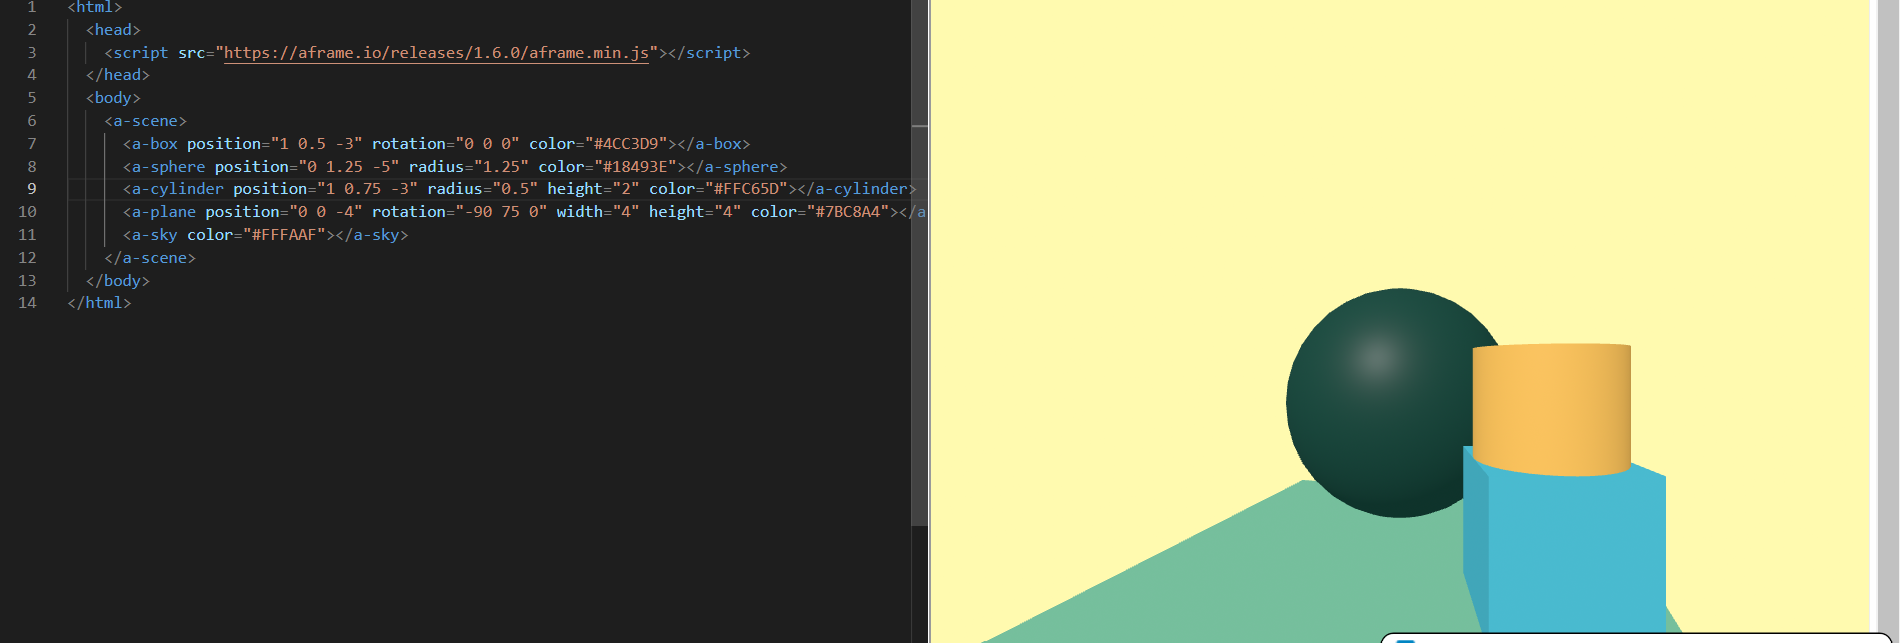 1 <html>
2 <head>
3 <script src="https://aframe.io/releases/1.6.0/aframe.min.js"></script>
4 </head>
5 <body>
6 <a-scene>
7 <a-box position="1 0.5 -3" rotation="0 0 0" color="#4CC3D9"></a-box>
8 <a-sphere position="0 1.25 -5" radius="1.25" color="#18493E"></a-sphere>
9 <a-cylinder position="1 0.75 -3" radius="0.5" height="2" color="#FFC65D"></a-cylinder>
10 <a-plane position="0 0 -4" rotation="-90 75 0" width="4" height="4" color="#7BC8A4"></a
11 <a-sky color="#FFFAAF"></a-sky>
12 </a-scene>
13 </body>
14 </html>